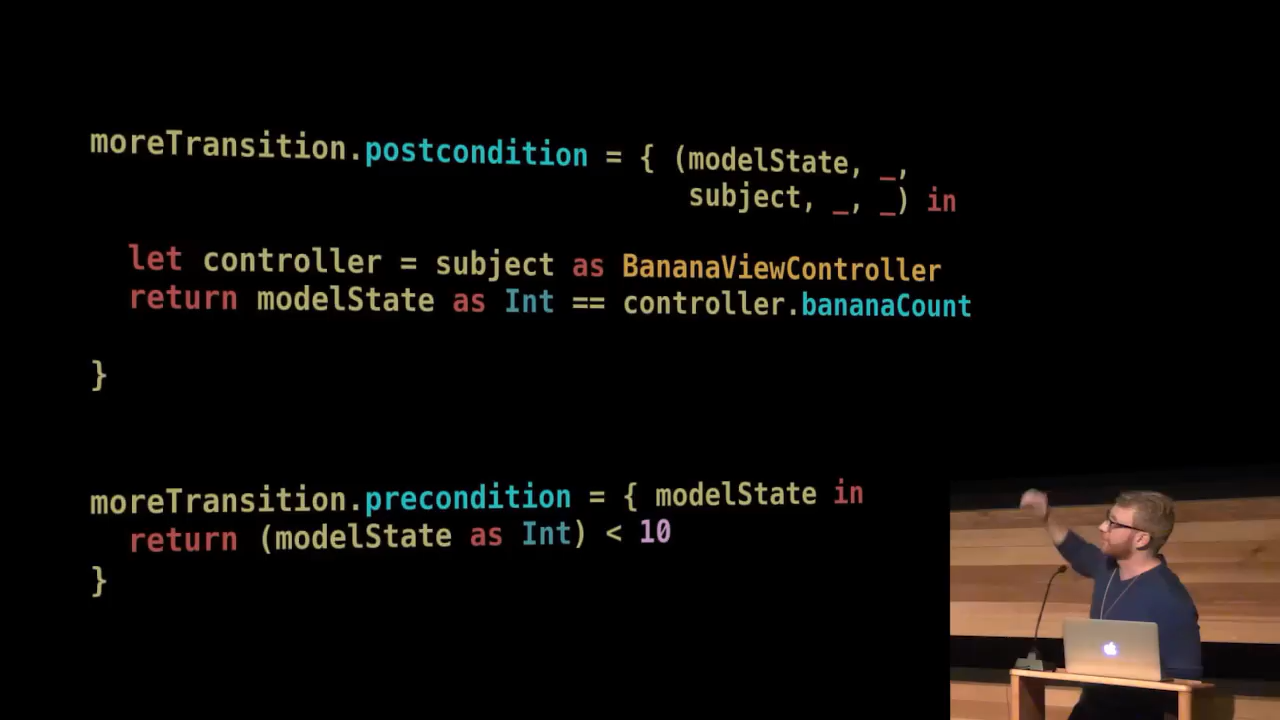 moreTransition.postcondition = { (modelState, _,
subject, _, _) in
let controller = subject as BananaViewController
return modelState as Int == controller.bananaCount
}
moreTransition.precondition = { modelState in
return (modelState as Int) < 10
}